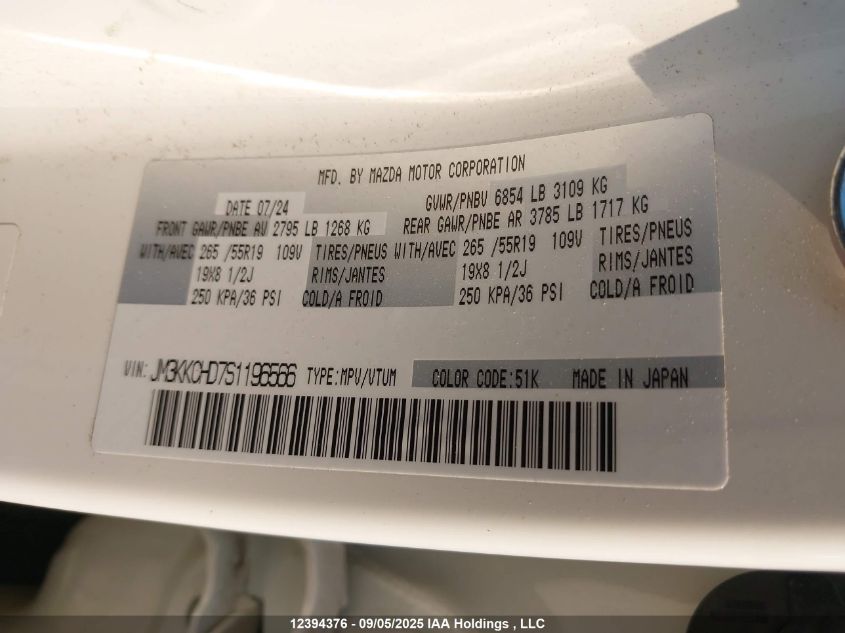 MFD. BY MAZDA MOTOR CORPORATION
DATE 07/24 GVWR/PNBV 6854 LB 3109 KG
FRONT GAWR/PNBE AV 2795 LB 1268 KG REAR GAWR/PNBE AR 3785 LB 1717 KG
WITH/AVEC 265 /55R19 109V TIRES/PNEUS WITH/AVEC 265 /55R19 109V TIRES/PNEUS
19X8 1/2J RIMS/JANTES 19X8 1/2J RIMS/JANTES
250 KPA/36 PSI COLD/A FROID 250 KPA/36 PSI COLD/A FROID
VIN: JM3KKCHD7S1196566 TYPE:MPV/VTUM COLOR CODE:51K MADE IN JAPAN
12394376 - 09/05/2025 IAA Holdings , LLC